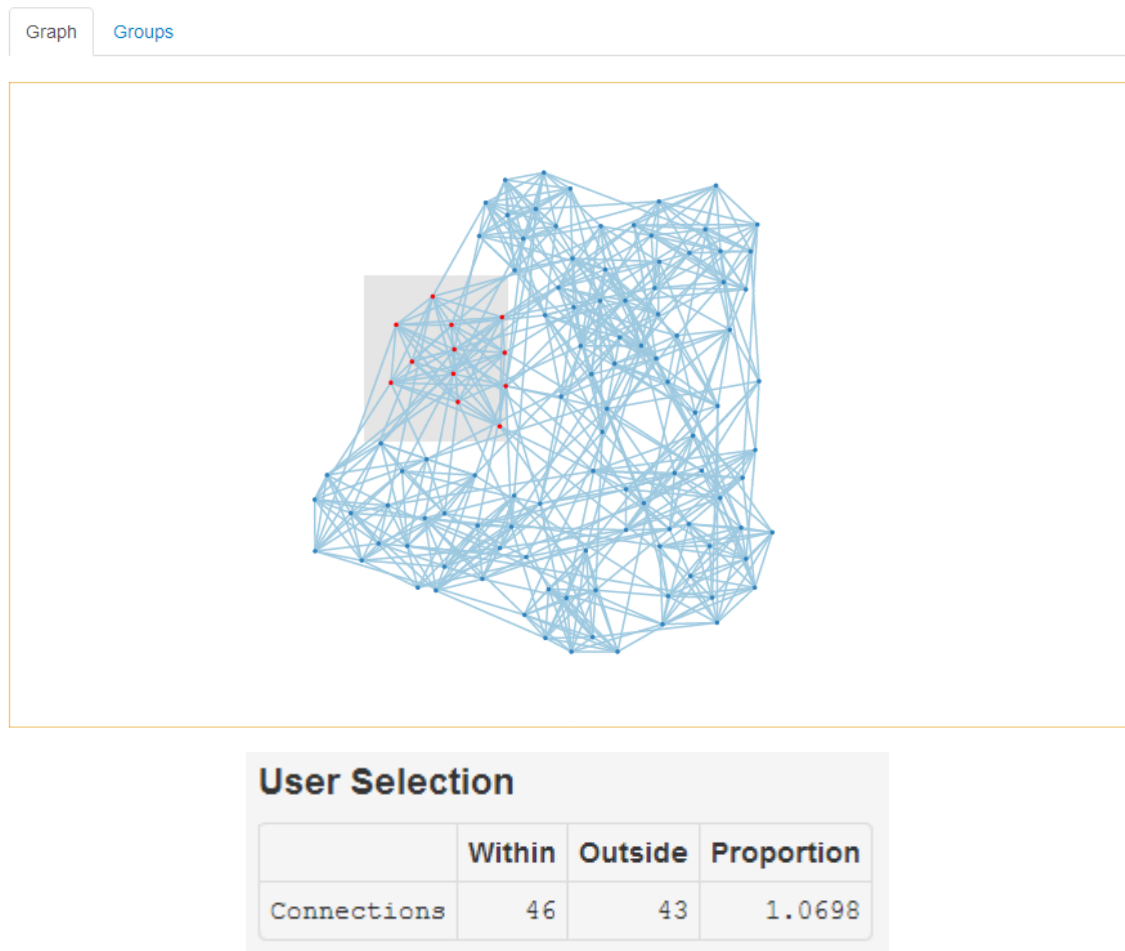 Graph Groups
User Selection
Within Outside Proportion
Connections 46 43 1.0698